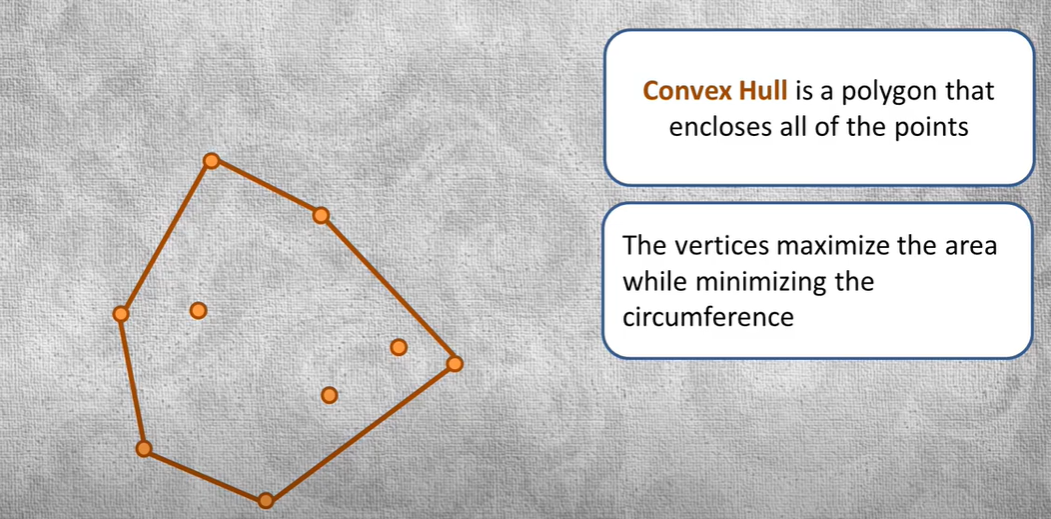 Convex Hull is a polygon that
encloses all of the points
The vertices maximize the area
while minimizing the
circumference